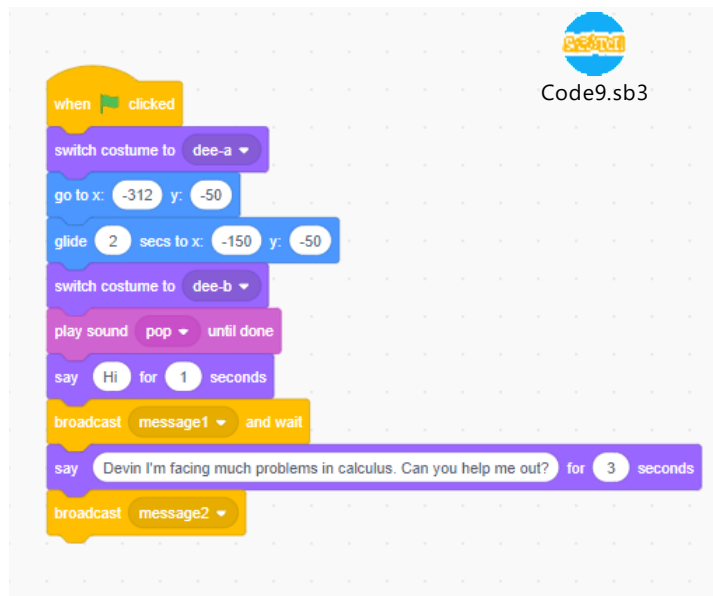 SCRATCH
Code9.sb3
when clicked
switch costume to dee-a
go to x: -312 y: -50
glide 2 secs to x: -150 y: -50
switch costume to dee-b
play sound pop until done
say Hi for 1 seconds
broadcast message1 and wait
say Devin I'm facing much problems in calculus. Can you help me out? for 3 seconds
broadcast message2